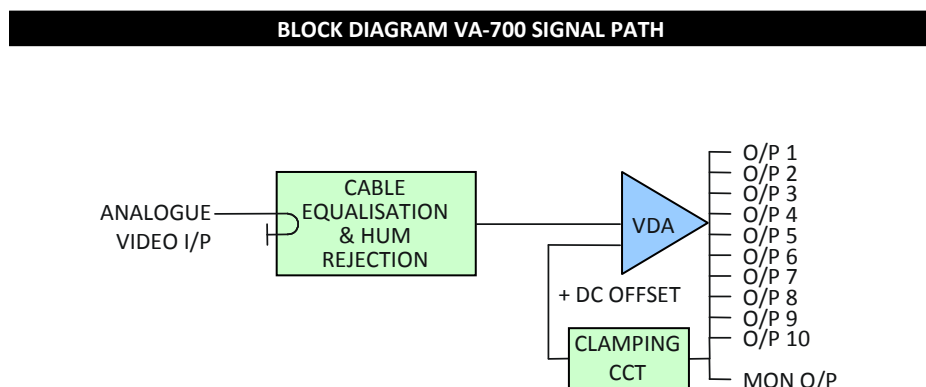 BLOCK DIAGRAM VA-700 SIGNAL PATH
ANALOGUE
VIDEO I/P
CABLE
EQUALISATION
& HUM
REJECTION
VDA
+ DC OFFSET
CLAMPING
CCT
O/P 1
O/P 2
O/P 3
O/P 4
O/P 5
O/P 6
O/P 7
O/P 8
O/P 9
O/P 10
MON O/P